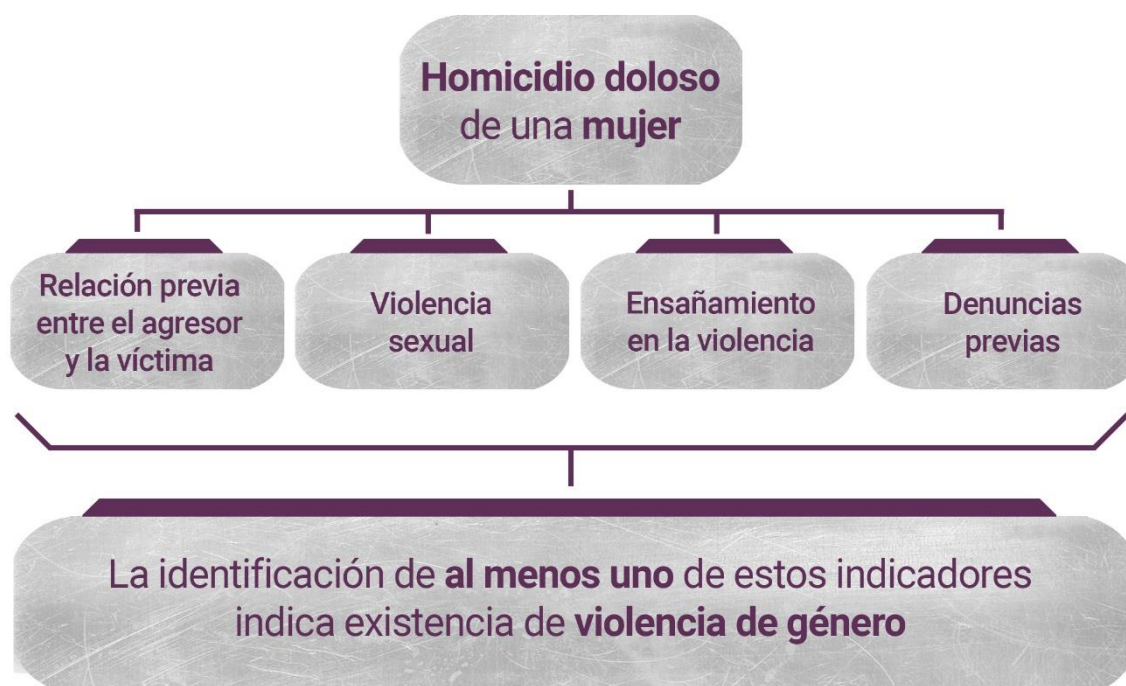 Homicidio doloso
de una mujer
Relación previa
entre el agresor
y la víctima
Violencia
sexual
Ensañamiento
en la violencia
Denuncias
previas
La identificación de al menos uno de estos indicadores
indica existencia de violencia de género